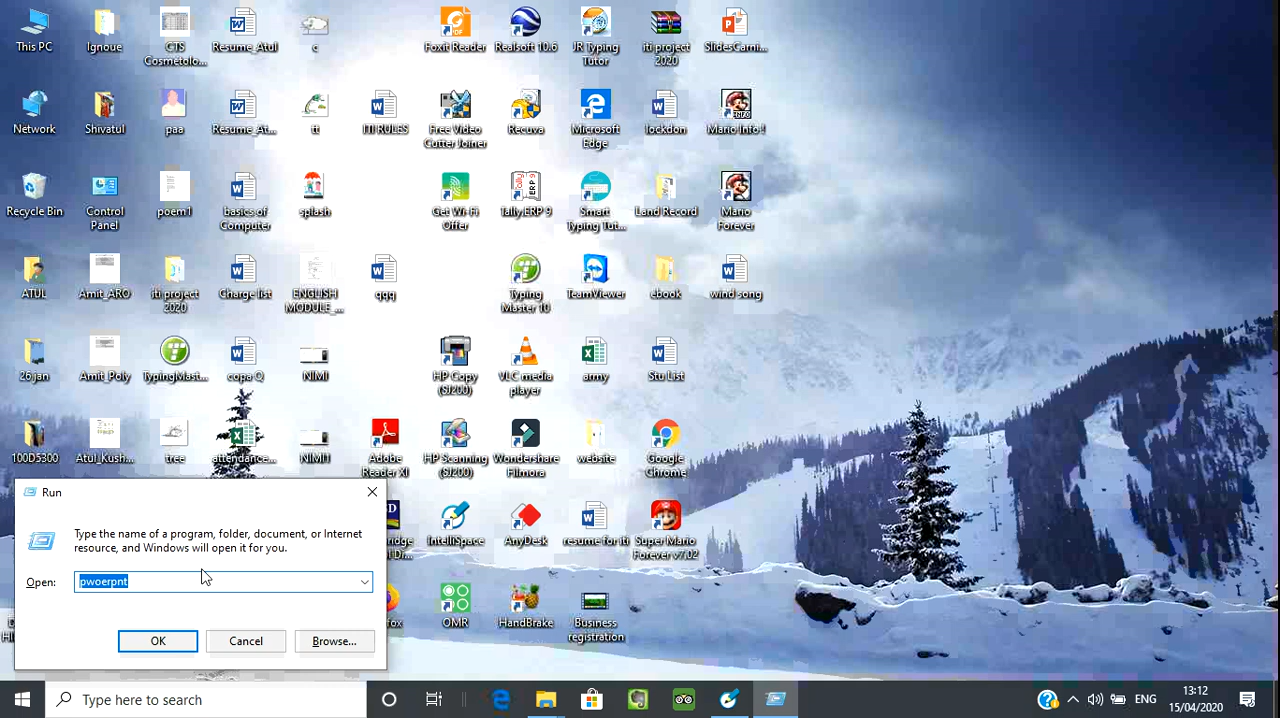 This PC
Ignoue
CTS
Cosmetolo...
Resume_Atul
c
Foxit Reader
Realsoft 10.6
JR Typing
Tutor
iti project
2020
SlidesCarni...
Network
Shivatul
paa
Resume_At...
tt
ITI RULES
Free Video
Cutter Joiner
Recuva
Microsoft
Edge
lockdon
Mario Info!!
Recycle Bin
Control
Panel
poem1
basics of
Computer
splash
Get Wi-Fi
Offer
Tally.ERP 9
Smart
Typing Tut...
Land Record
Mario
Forever
ATUL
Amit_ARO
iti project
2020
Charge list
ENGLISH
MODULE_...
qqq
Typing
Master 10
TeamViewer
ebook
wind song
26 jan
Amit_Poly
TypingMast...
copa Q
NIMI
HP Copy
(SJ200)
VLC media
player
army
Stu List
100D5300
Atul_Kush...
tree
attendance...
NIMI1
Adobe
Reader XI
HP Scanning
(SJ200)
Wondershare
Filmora
website
Google
Chrome
Run
Type the name of a program, folder, document, or Internet
resource, and Windows will open it for you.
Open:
pwoerpnt
OK
Cancel
Browse...
IntelliSpace
AnyDesk
resume for iti
Super Mario
Forever v7.02
OMR
HandBrake
Business
registration
Type here to search
ENG
13:12
15/04/2020